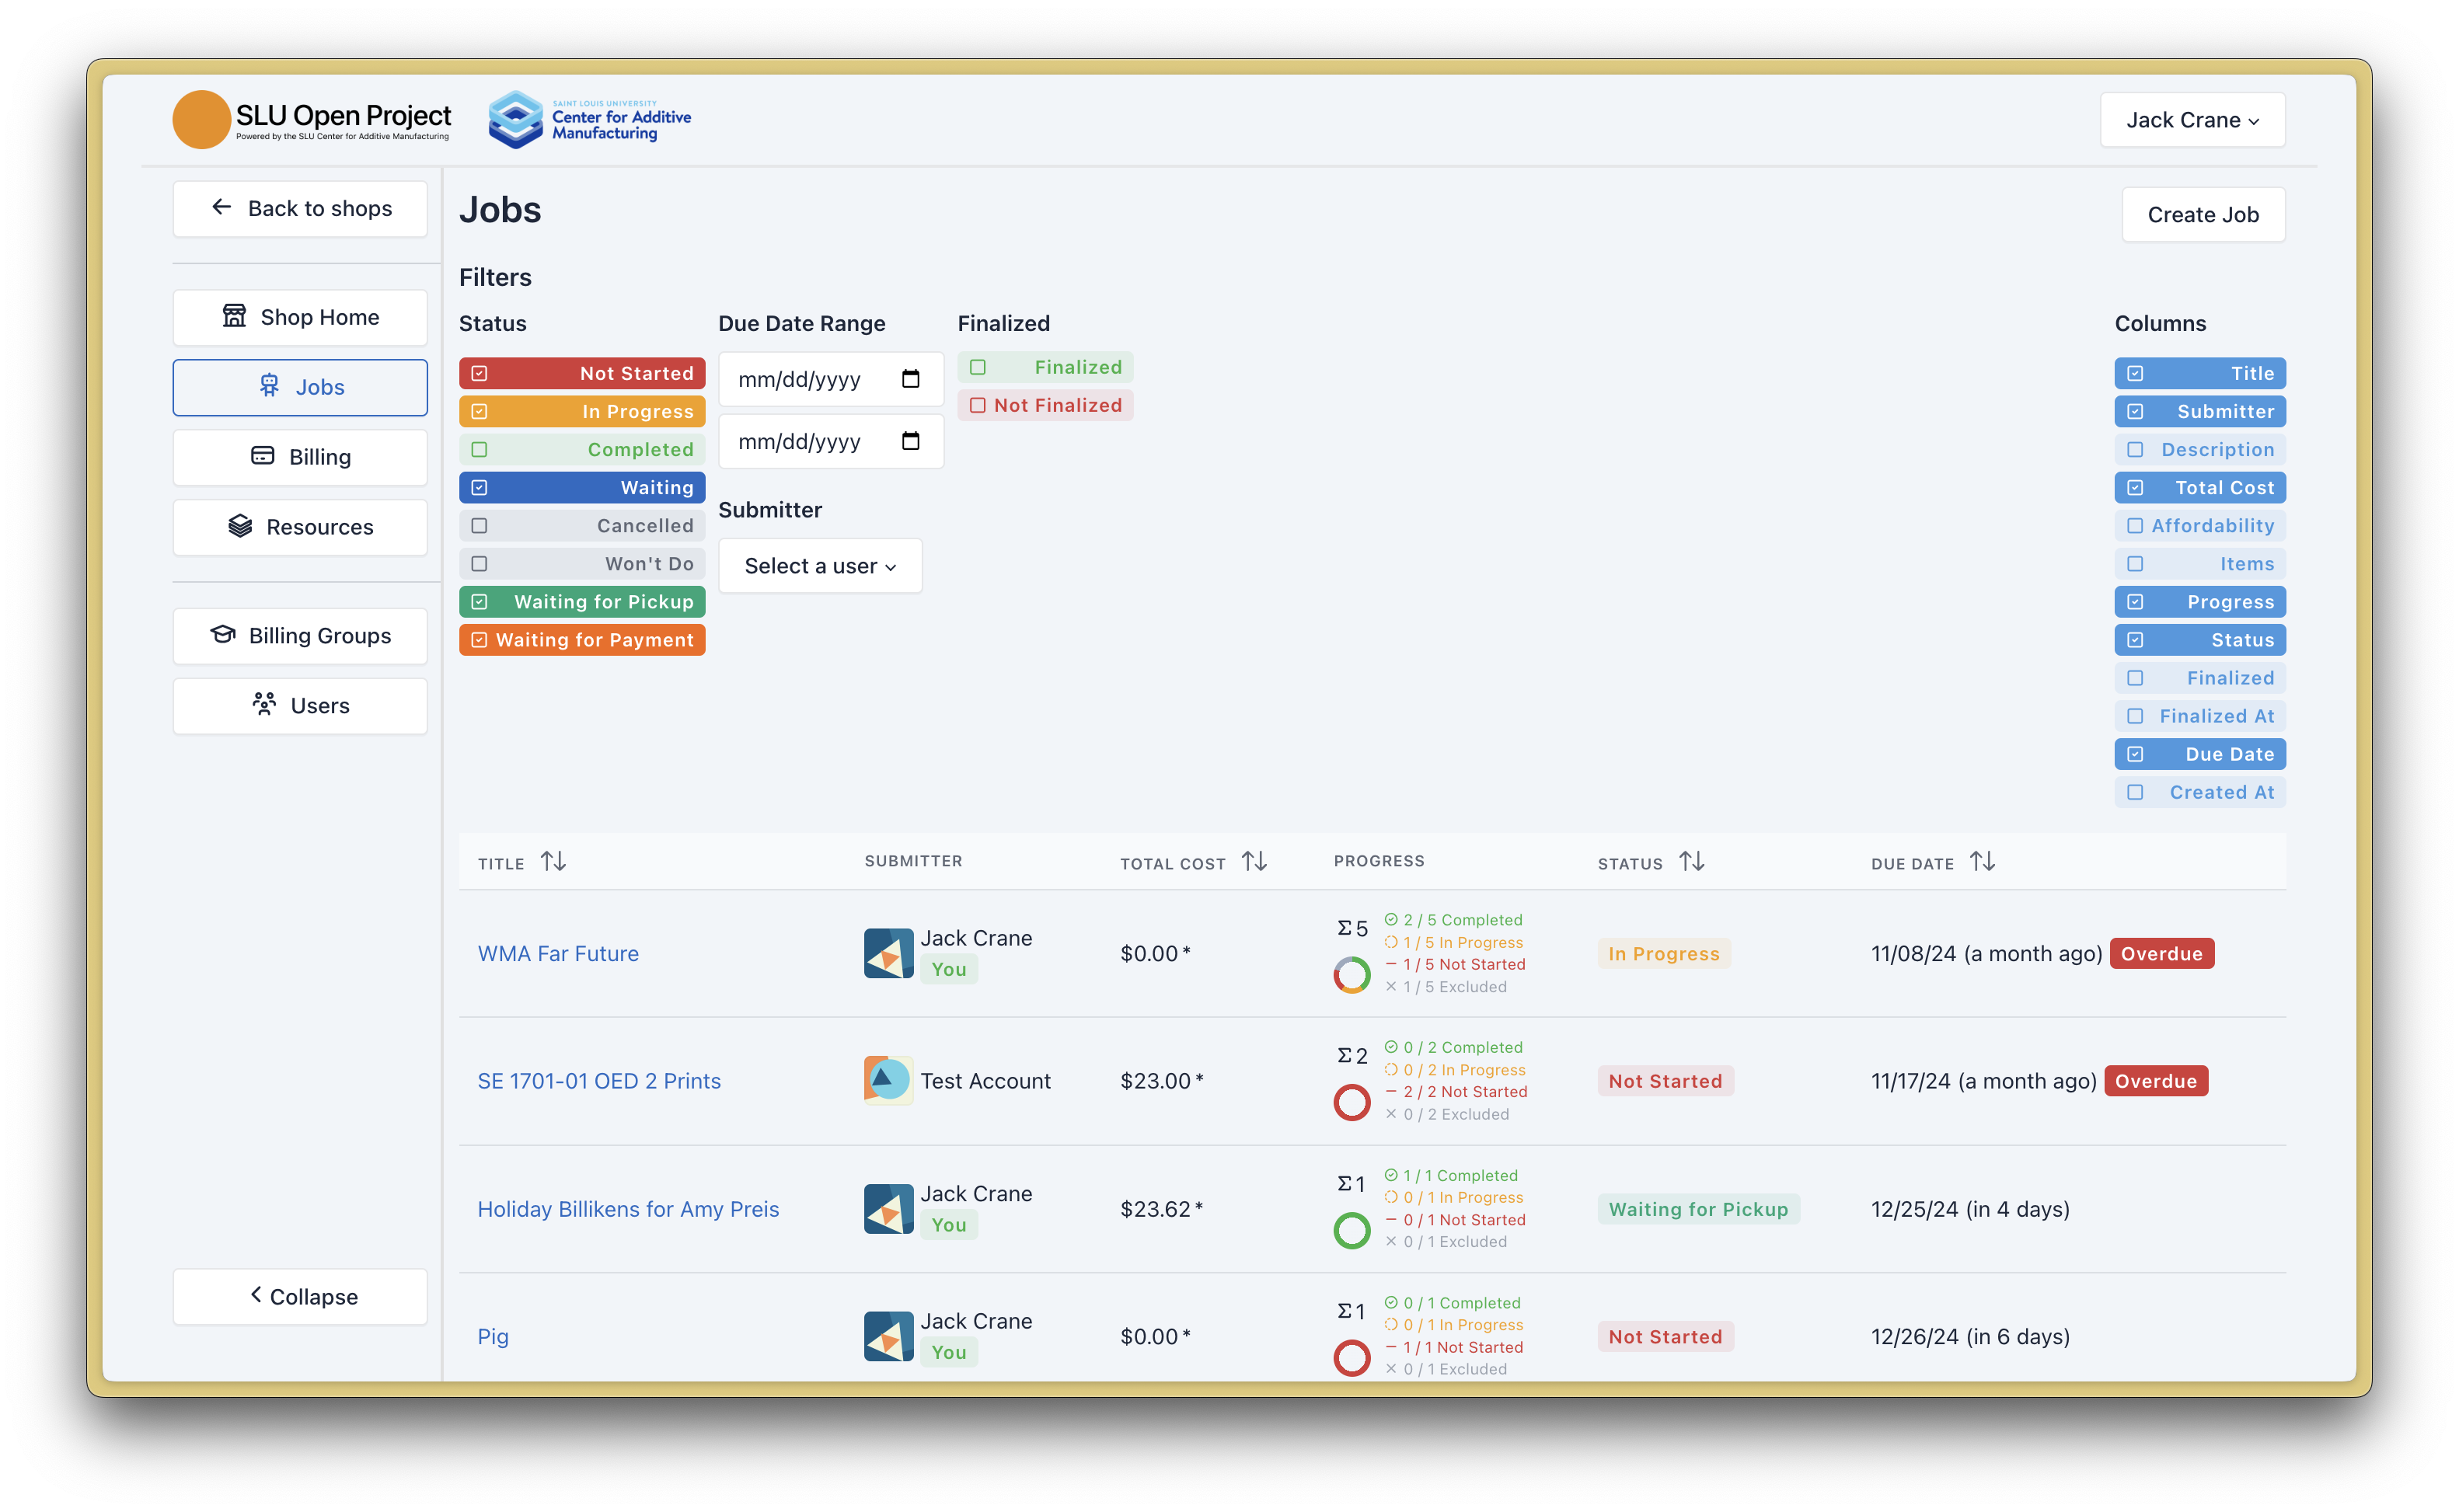 SLU Open Project
Powered by the SLU Center for Additive Manufacturing
SAINT LOUIS UNIVERSITY
Center for Additive
Manufacturing
Jack Crane
Back to shops
Shop Home
Jobs
Billing
Resources
Billing Groups
Users
Collapse
Jobs
Create Job
Filters
Status
Not Started
In Progress
Completed
Waiting
Cancelled
Won't Do
Waiting for Pickup
Waiting for Payment
Due Date Range
mm/dd/yyyy
mm/dd/yyyy
Submitter
Select a user
Finalized
Finalized
Not Finalized
Columns
Title
Submitter
Description
Total Cost
Affordability
Items
Progress
Status
Finalized
Finalized At
Due Date
Created At
TITLE SUBMITTER TOTAL COST PROGRESS STATUS DUE DATE
WMA Far Future
Jack Crane
You
$0.00 *
Σ 5
2 / 5 Completed
1 / 5 In Progress
1 / 5 Not Started
1 / 5 Excluded
In Progress
11/08/24 (a month ago) Overdue
SE 1701-01 OED 2 Prints
Test Account
$23.00 *
Σ 2
0 / 2 Completed
0 / 2 In Progress
2 / 2 Not Started
0 / 2 Excluded
Not Started
11/17/24 (a month ago) Overdue
Holiday Billikens for Amy Preis
Jack Crane
You
$23.62 *
Σ 1
1 / 1 Completed
0 / 1 In Progress
0 / 1 Not Started
0 / 1 Excluded
Waiting for Pickup
12/25/24 (in 4 days)
Pig
Jack Crane
You
$0.00 *
Σ 1
0 / 1 Completed
0 / 1 In Progress
1 / 1 Not Started
0 / 1 Excluded
Not Started
12/26/24 (in 6 days)